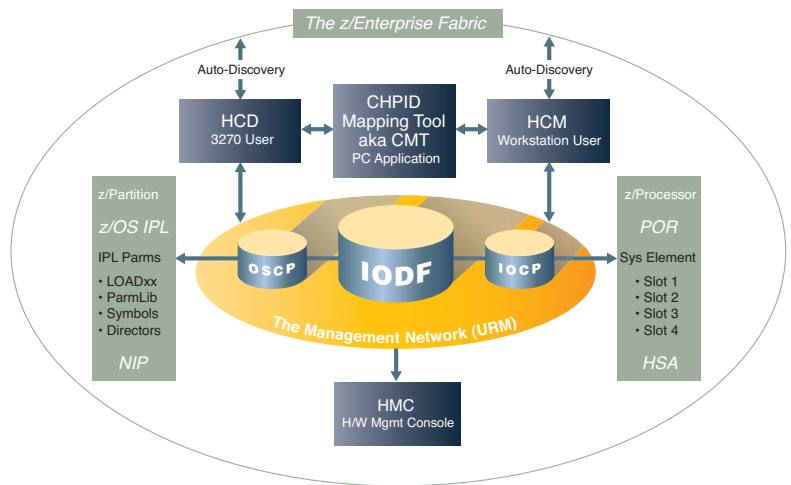 The z/Enterprise Fabric
Auto-Discovery
Auto-Discovery
HCD
3270 User
CHPID
Mapping Tool
aka CMT
PC Application
HCM
Workstation User
z/Partition
z/OS IPL
IPL Parms
• LOADxx
• ParmLib
• Symbols
• Directors
NIP
OSCP
IODF
IOCP
The Management Network (URM)
z/Processor
POR
Sys Element
• Slot 1
• Slot 2
• Slot 3
• Slot 4
HSA
HMC
H/W Mgmt Console